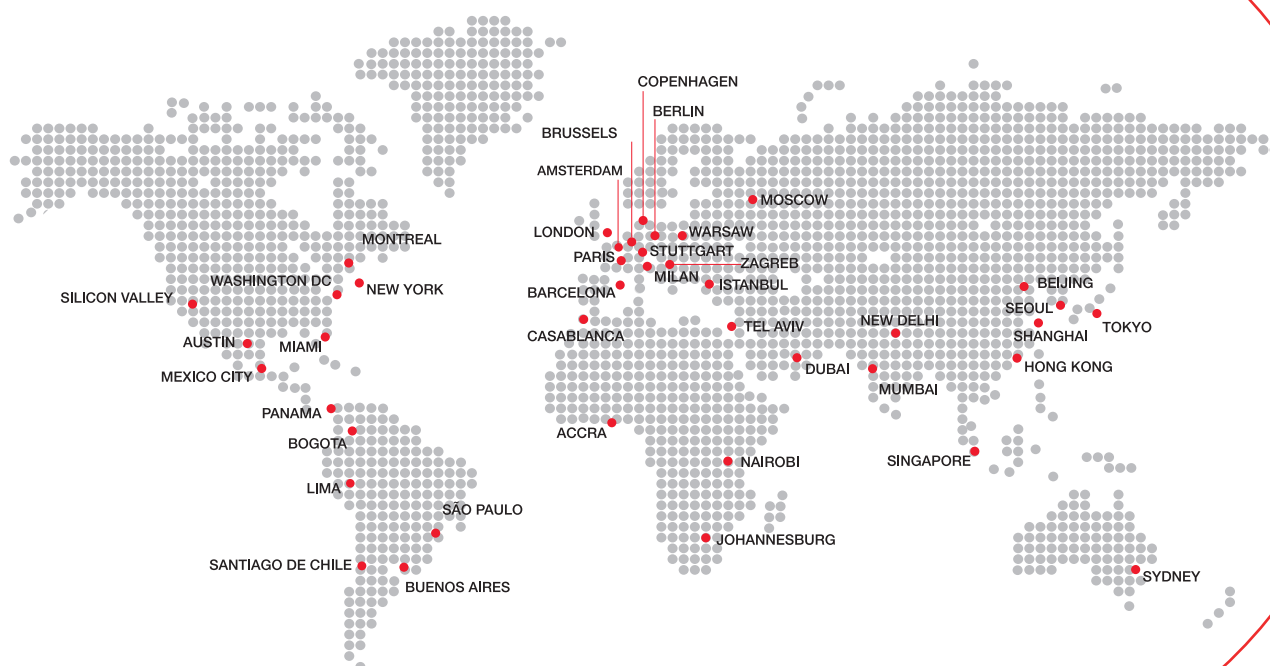 COPENHAGEN
BERLIN
BRUSSELS
AMSTERDAM
MOSCOW
LONDON
WARSAW
MONTREAL
STUTTGART
PARIS
ZAGREB
WASHINGTON DC
MILAN
ISTANBUL
BEIJING
NEW YORK
BARCELONA
SILICON VALLEY
SEOUL
NEW DELHI
TEL AVIV
TOKYO
CASABLANCA
SHANGHAI
AUSTIN
MIAMI
DUBAI
HONG KONG
MEXICO CITY
MUMBAI
PANAMA
ACCRA
BOGOTA
NAIROBI
SINGAPORE
LIMA
SÃO PAULO
JOHANNESBURG
SANTIAGO DE CHILE
SYDNEY
BUENOS AIRES